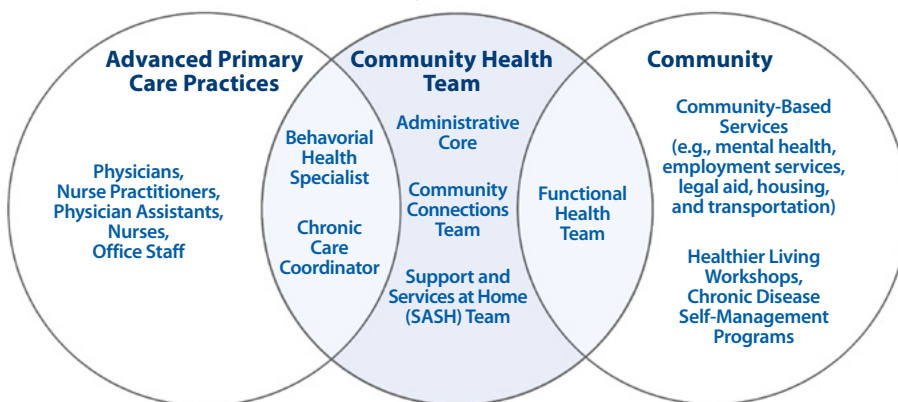 Advanced Primary
Care Practices
Physicians,
Nurse Practitioners,
Physician Assistants,
Nurses,
Office Staff
Behavorial
Health
Specialist
Chronic
Care
Coordinator
Community Health
Team
Administrative
Core
Community
Connections
Team
Support and
Services at Home
(SASH) Team
Functional
Health
Team
Community
Community-Based
Services
(e.g., mental health,
employment services,
legal aid, housing,
and transportation)
Healthier Living
Workshops,
Chronic Disease
Self-Management
Programs